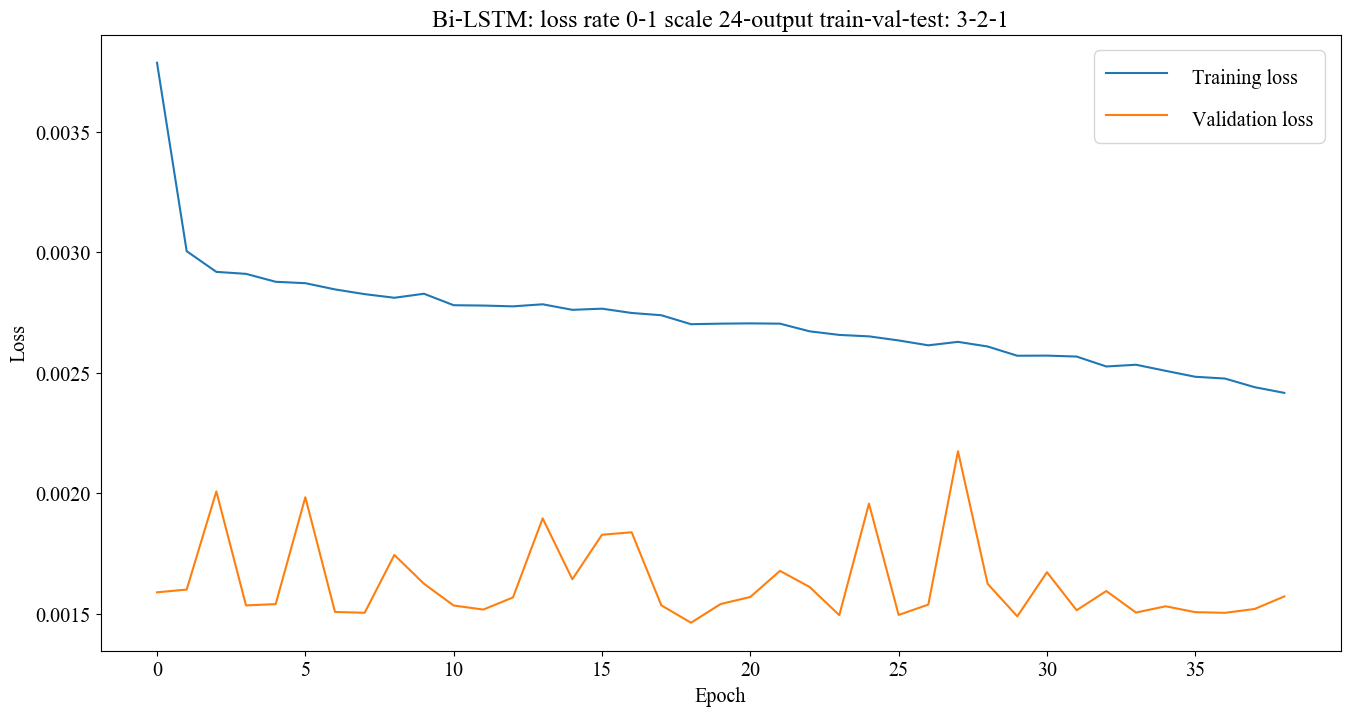 Bi-LSTM: loss rate 0-1 scale 24-output train-val-test: 3-2-1
Training loss
Validation loss
0.0035
0.0030
0.0025
0.0020
0.0015
Loss
0 5 10 15 20 25 30 35
Epoch